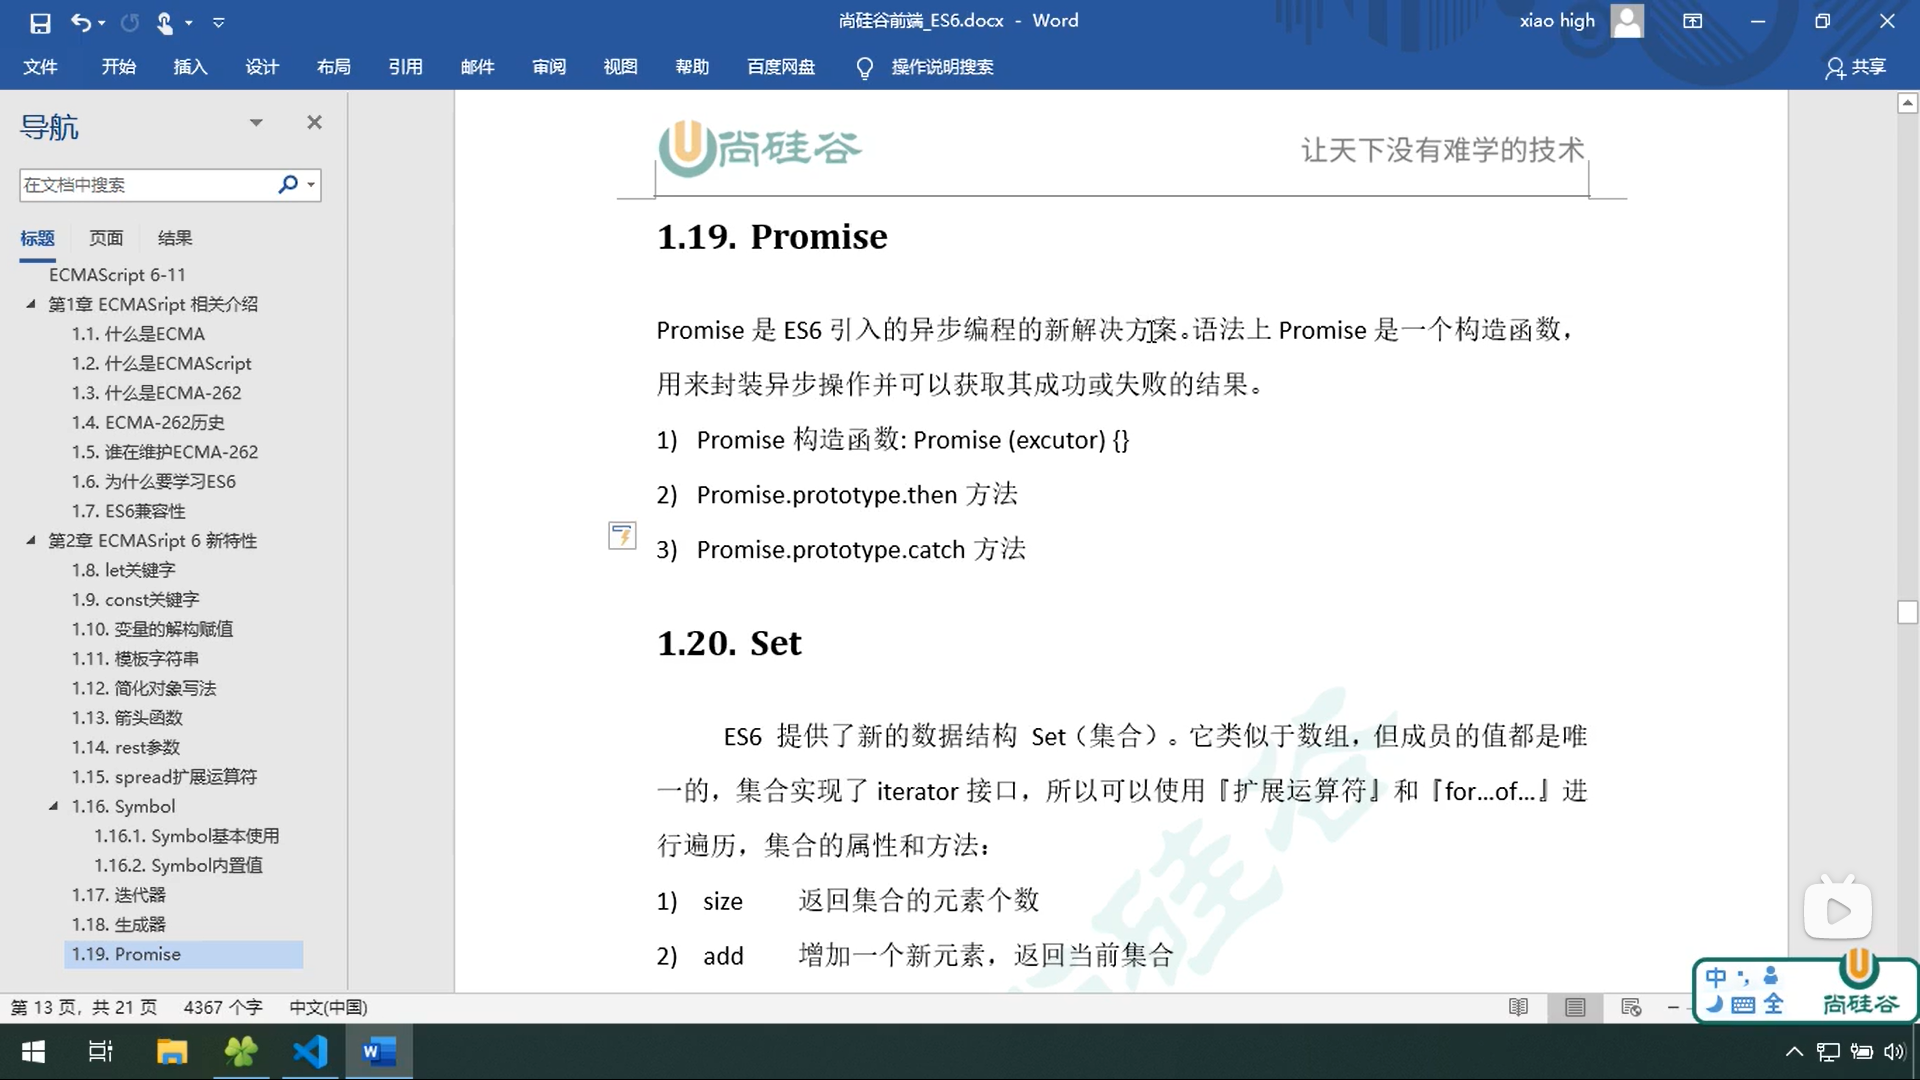 尚硅谷前端_ES6.docx - Word
xiao high
文件 开始 插入 设计 布局 引用 邮件 审阅 视图 帮助 百度网盘 操作说明搜索 共享
导航
在文档中搜索
标题 页面 结果
ECMAScript 6-11
第1章 ECMASript 相关介绍
1.1. 什么是ECMA
1.2. 什么是ECMAScript
1.3. 什么是ECMA-262
1.4. ECMA-262历史
1.5. 谁在维护ECMA-262
1.6. 为什么要学习ES6
1.7. ES6兼容性
第2章 ECMASript 6 新特性
1.8. let关键字
1.9. const关键字
1.10. 变量的解构赋值
1.11. 模板字符串
1.12. 简化对象写法
1.13. 箭头函数
1.14. rest参数
1.15. spread扩展运算符
1.16. Symbol
1.16.1. Symbol基本使用
1.16.2. Symbol内置值
1.17. 迭代器
1.18. 生成器
1.19. Promise
尚硅谷
让天下没有难学的技术
1.19. Promise
Promise 是 ES6 引入的异步编程的新解决方案。语法上 Promise 是一个构造函数，
用来封装异步操作并可以获取其成功或失败的结果。
1) Promise 构造函数: Promise (excutor) {}
2) Promise.prototype.then 方法
3) Promise.prototype.catch 方法
1.20. Set
ES6 提供了新的数据结构 Set（集合）。它类似于数组，但成员的值都是唯
一的，集合实现了 iterator 接口，所以可以使用『扩展运算符』和『for…of…』进
行遍历，集合的属性和方法：
1) size 返回集合的元素个数
2) add 增加一个新元素，返回当前集合
尚硅谷
第 13 页，共 21 页 4367 个字 中文(中国)
中 全
尚硅谷